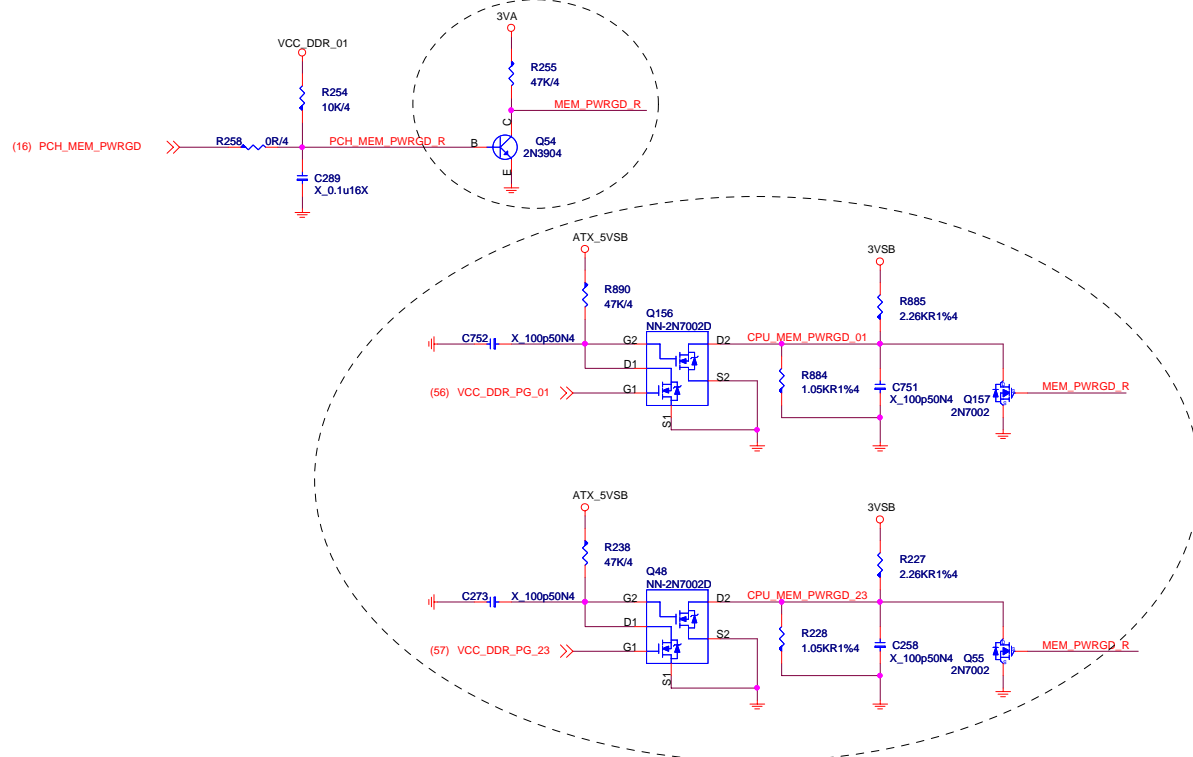 3VA
VCC_DDR_01
R255
47K/4
R254
10K/4
MEM_PWRGD_R
C
(16) PCH_MEM_PWRGD
R258
0R/4
PCH_MEM_PWRGD_R
B
Q54
2N3904
E
C289
X_0.1u16X
ATX_5VSB
3VSB
R890
47K/4
R885
2.26KR1%4
Q156
NN-2N7002D
C752
X_100p50N4
G2
D2
CPU_MEM_PWRGD_01
D1
S2
R884
1.05KR1%4
C751
X_100p50N4
(56) VCC_DDR_PG_01
G1
S1
Q157
2N7002
MEM_PWRGD_R
ATX_5VSB
3VSB
R238
47K/4
R227
2.26KR1%4
Q48
NN-2N7002D
C273
X_100p50N4
G2
D2
CPU_MEM_PWRGD_23
D1
S2
R228
1.05KR1%4
C258
X_100p50N4
(57) VCC_DDR_PG_23
G1
S1
Q55
2N7002
MEM_PWRGD_R